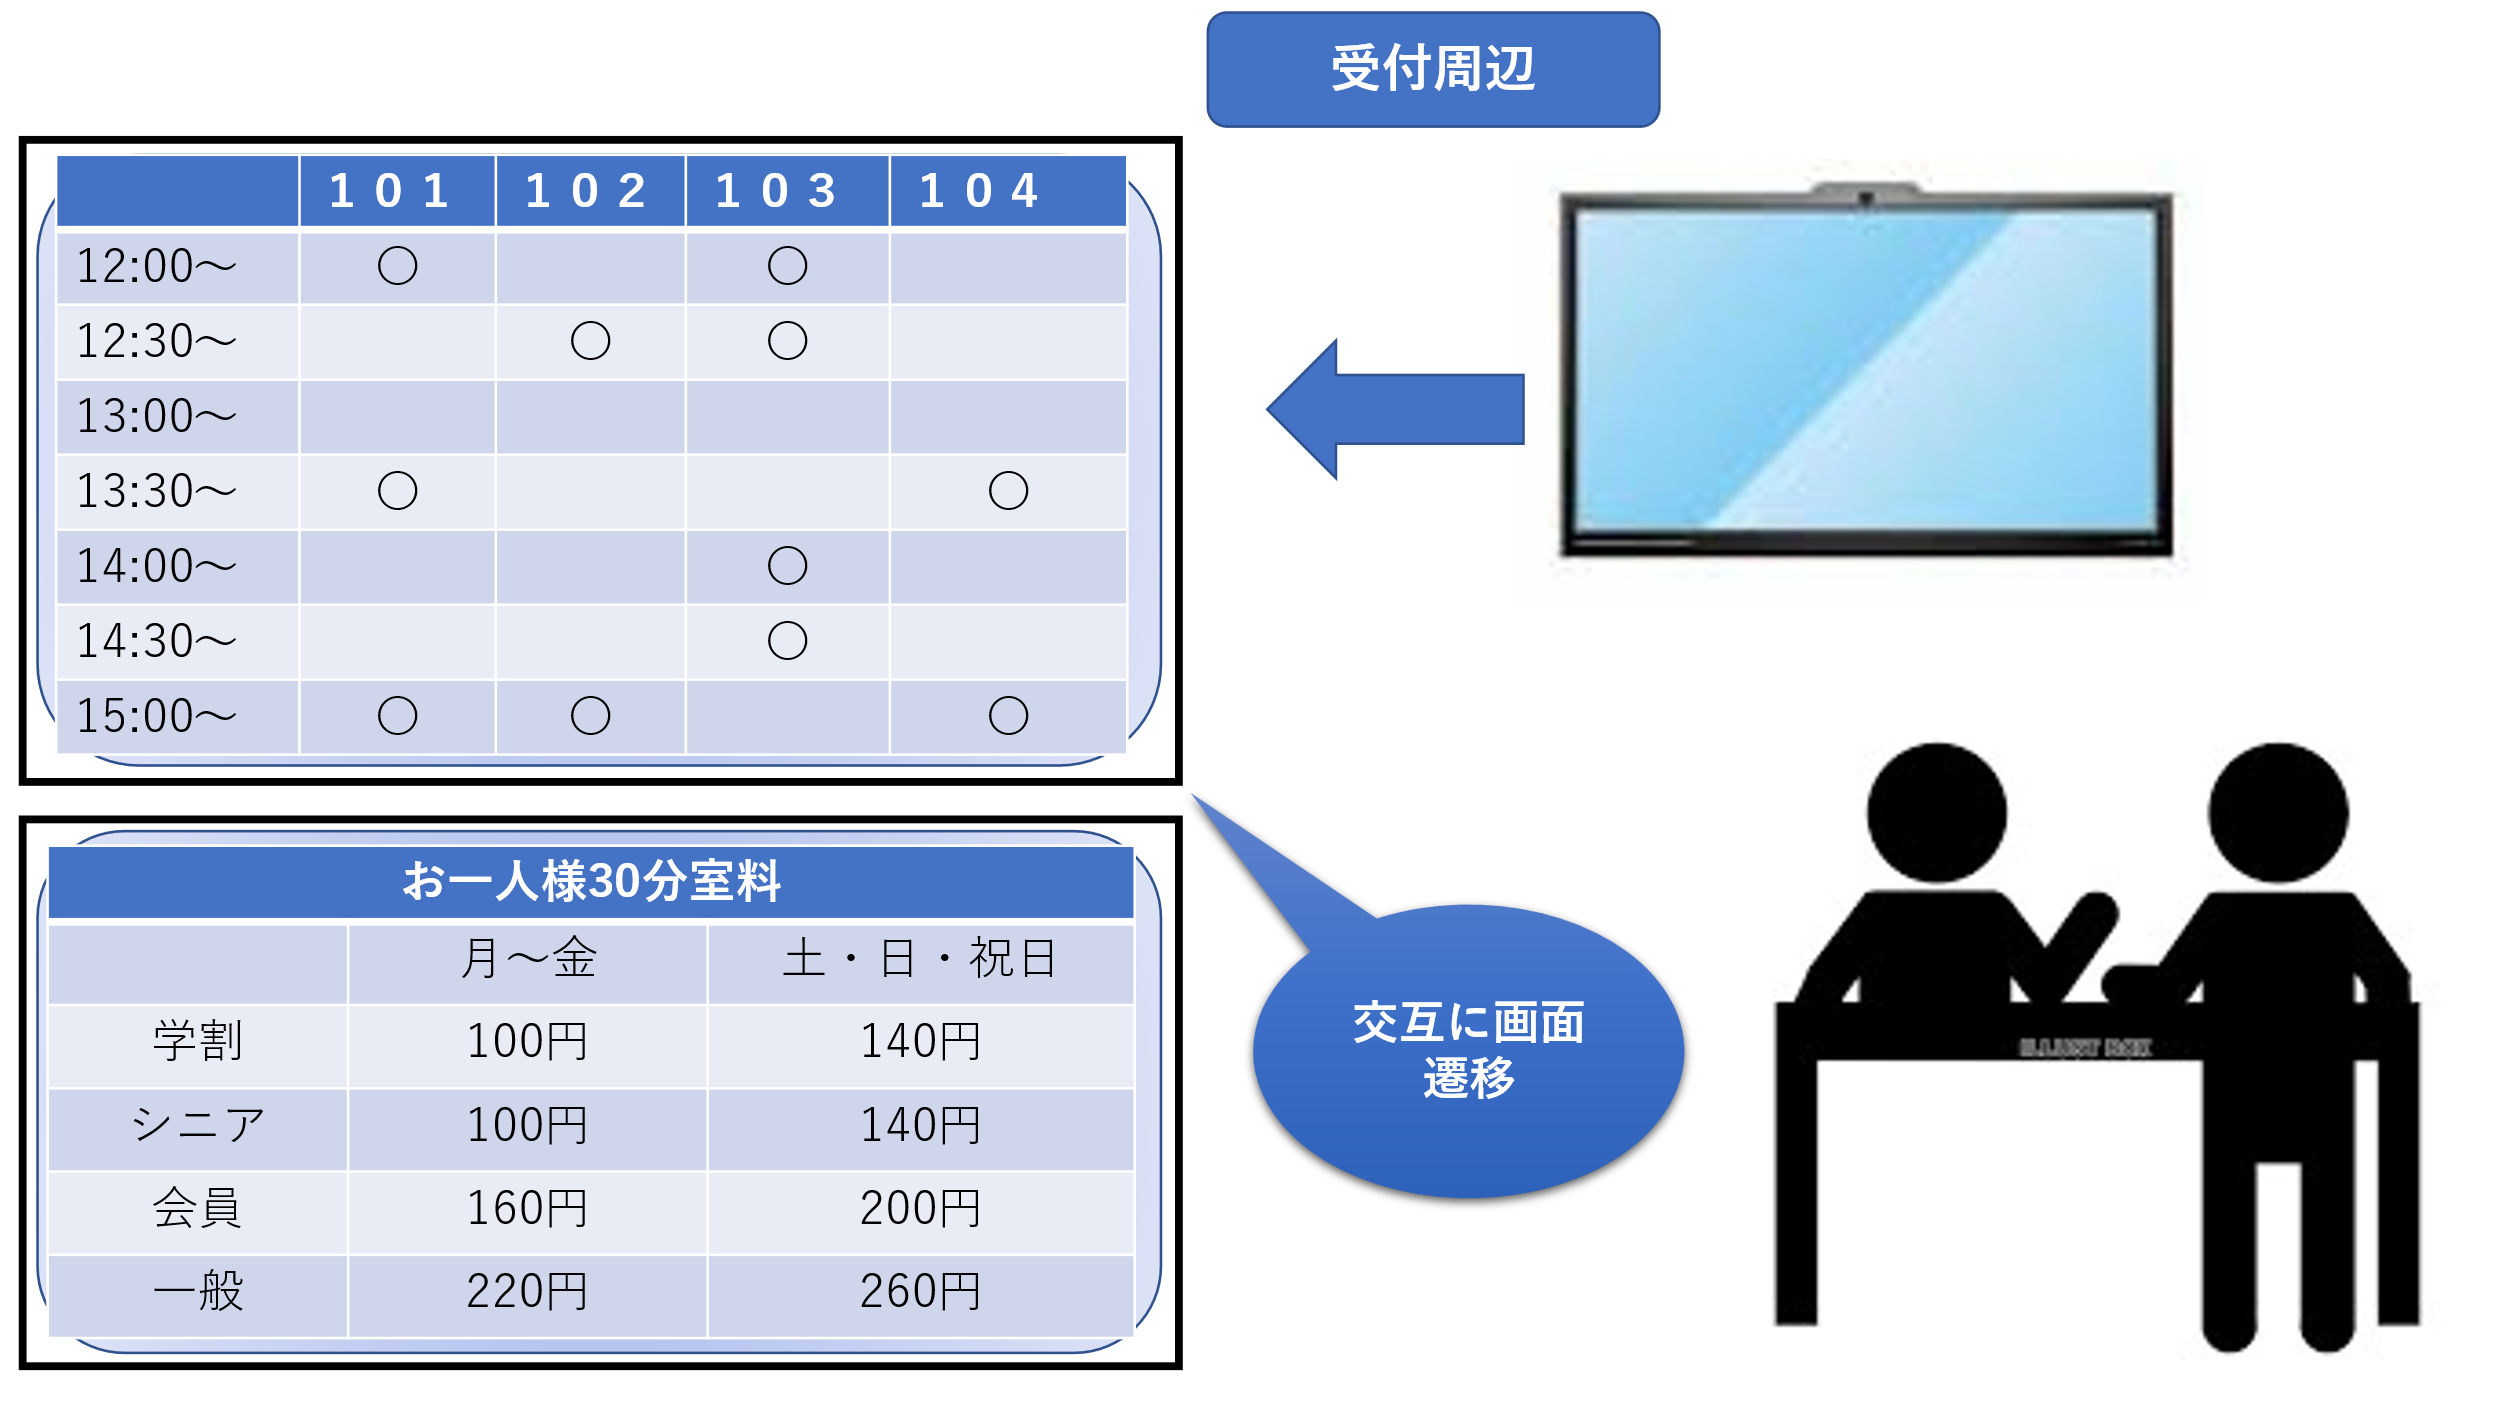 受付周辺
１０１ １０２ １０３ １０４
12:00～ ○ ○
12:30～ ○ ○
13:00～
13:30～ ○ ○
14:00～ ○
14:30～ ○
15:00～ ○ ○ ○
お一人様30分室料
月～金 土・日・祝日
学割 100円 140円
シニア 100円 140円
会員 160円 200円
一般 220円 260円
交互に画面
遷移
ILLUST BOX